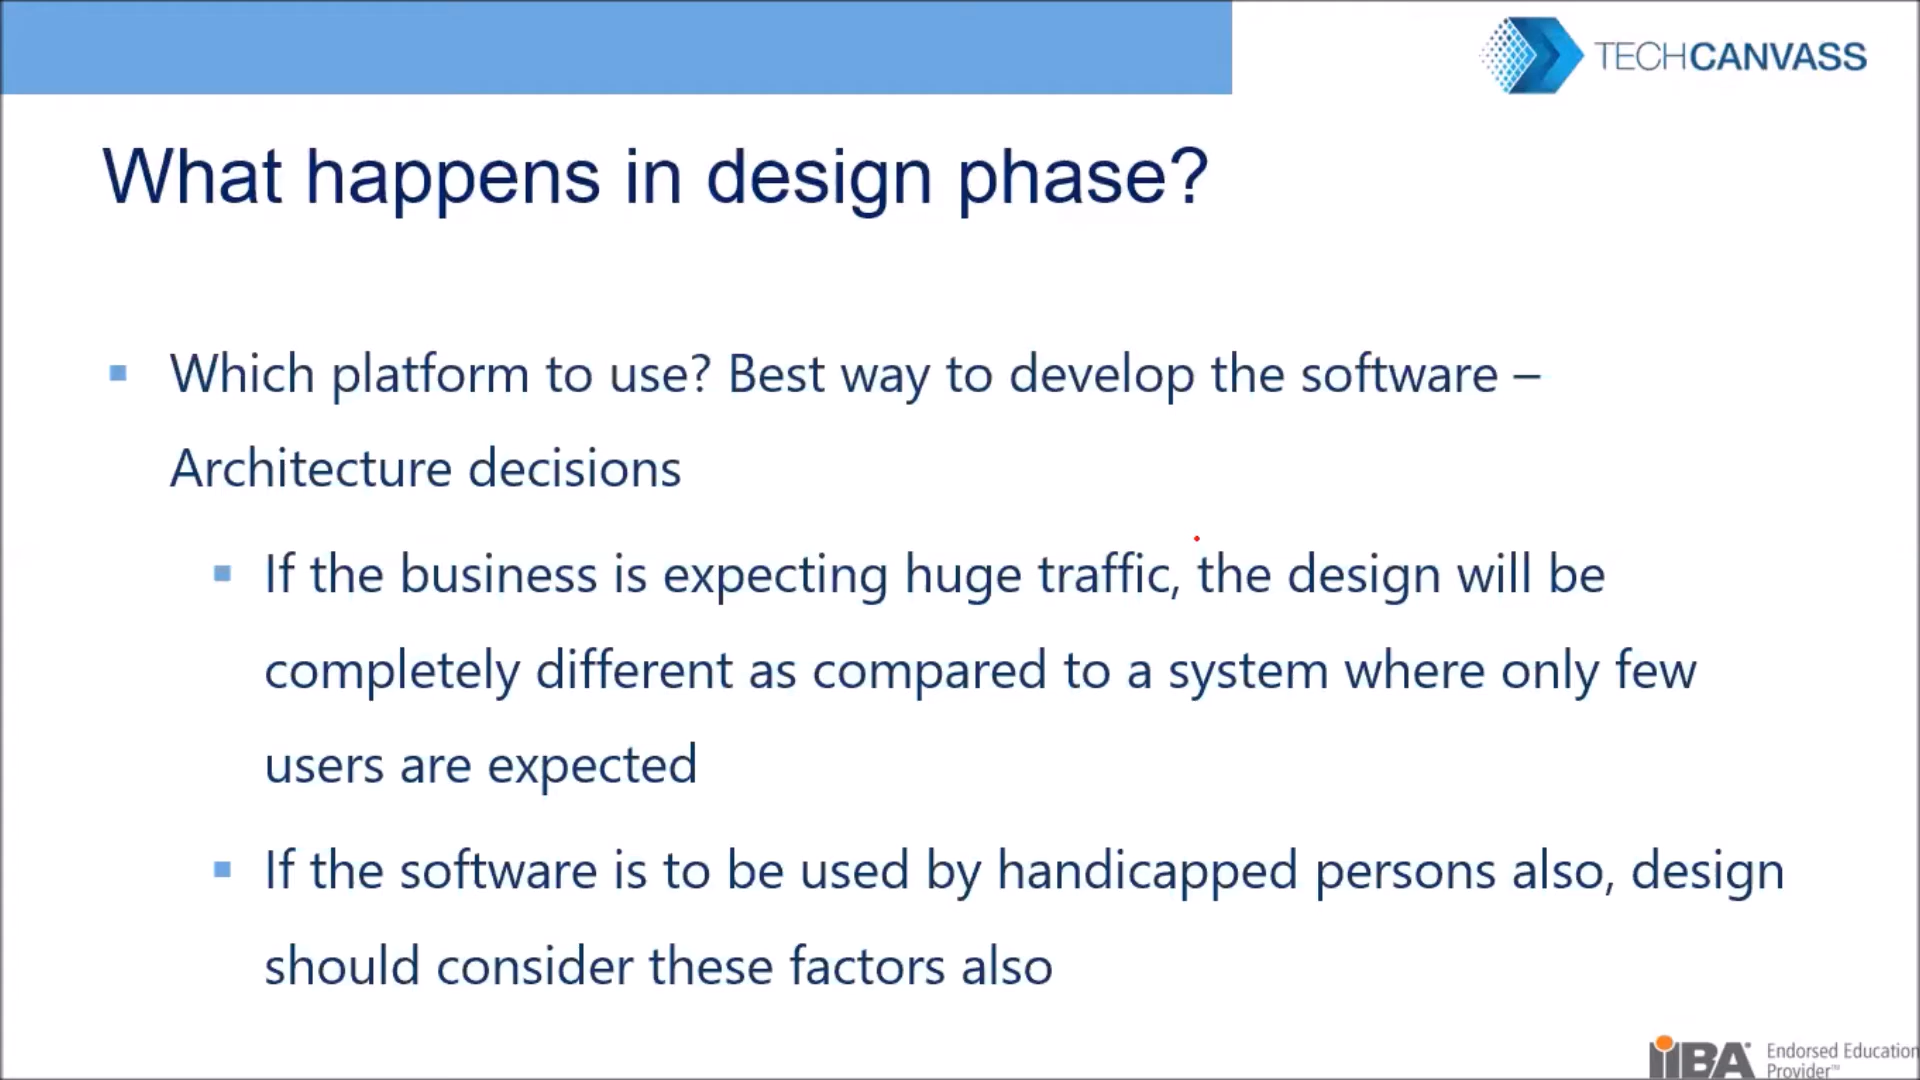 TECHCANVASS
What happens in design phase?
Which platform to use? Best way to develop the software –
Architecture decisions
If the business is expecting huge traffic, the design will be
completely different as compared to a system where only few
users are expected
If the software is to be used by handicapped persons also, design
should consider these factors also
IIBA Endorsed Education
Provider™